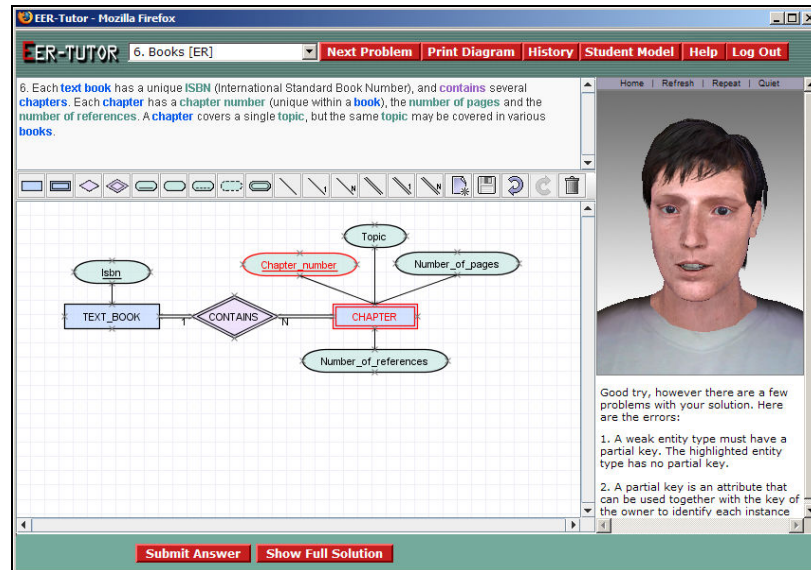 EER-Tutor - Mozilla Firefox
EER-TUTOR
6. Books [ER]
Next Problem
Print Diagram
History
Student Model
Help
Log Out
6. Each text book has a unique ISBN (International Standard Book Number), and contains several
chapters. Each chapter has a chapter number (unique within a book), the number of pages and the
number of references. A chapter covers a single topic, but the same topic may be covered in various
books.
Home | Refresh | Repeat | Quiet
1
N
1
N
Topic
Isbn
Chapter_number
Number_of_pages
TEXT_BOOK
1
CONTAINS
N
CHAPTER
Number_of_references
Good try, however there are a few
problems with your solution. Here
are the errors:
1. A weak entity type must have a
partial key. The highlighted entity
type has no partial key.
2. A partial key is an attribute that
can be used together with the key of
the owner to identify each instance
Submit Answer
Show Full Solution